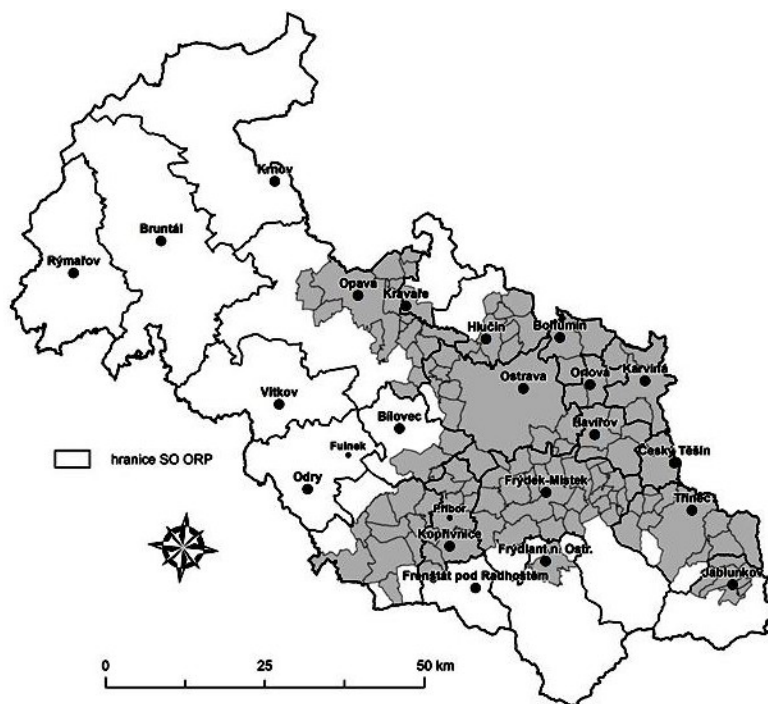 Krnov
Bruntál
Rýmařov
Opava
Kravaře
Hlučín
Bohumín
Ostrava
Orlová
Karviná
Vítkov
Bílovec
Havířov
Fulnek
Český Těšín
hranice SO ORP
Odry
Frýdek-Místek
Třinec
Příbor
Kopřivnice
Frýdlant n. Ostr.
Frenštát pod Radhoštěm
Jablunkov
0 25 50 km